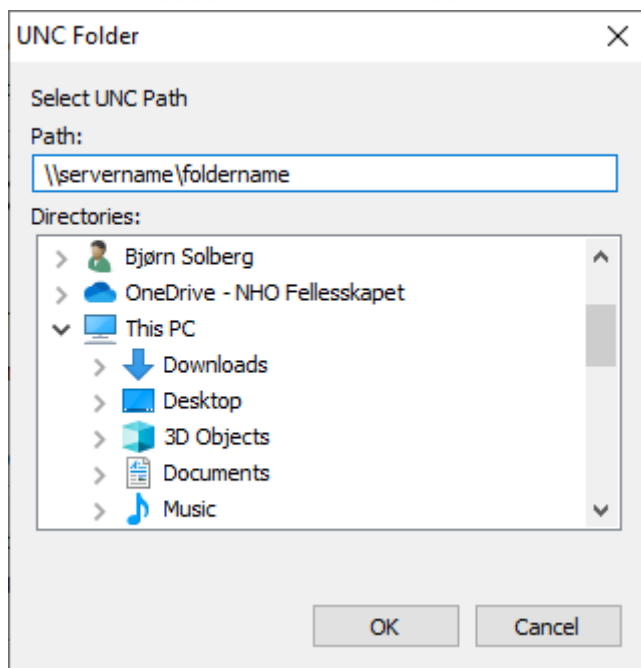 UNC Folder
Select UNC Path
Path:
\\servername\foldername
Directories:
Bjørn Solberg
OneDrive - NHO Fellesskapet
This PC
Downloads
Desktop
3D Objects
Documents
Music
OK Cancel